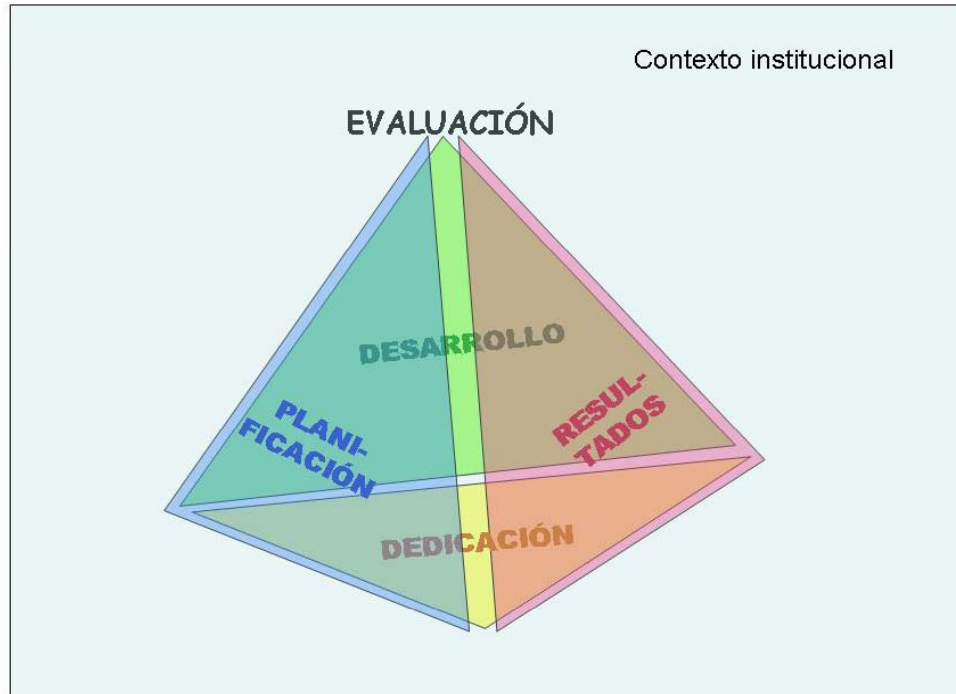 Contexto institucional
EVALUACIÓN
DESARROLLO
PLANI-
FICACIÓN
RESUL-
TADOS
DEDICACIÓN